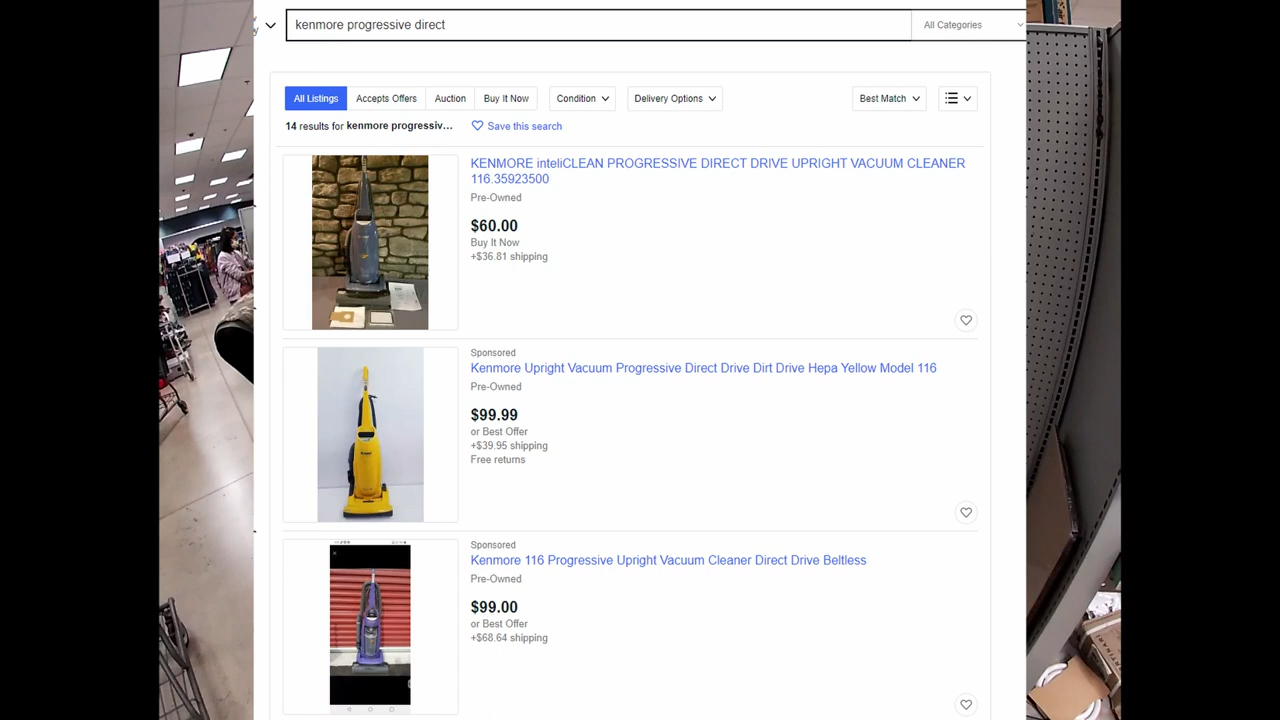 kenmore progressive direct
All Categories
All Listings
Accepts Offers
Auction
Buy It Now
Condition
Delivery Options
Best Match
14 results for kenmore progressiv...
Save this search
KENMORE inteliCLEAN PROGRESSIVE DIRECT DRIVE UPRIGHT VACUUM CLEANER
116.35923500
Pre-Owned
$60.00
Buy It Now
+$36.81 shipping
Sponsored
Kenmore Upright Vacuum Progressive Direct Drive Dirt Drive Hepa Yellow Model 116
Pre-Owned
$99.99
or Best Offer
+$39.95 shipping
Free returns
Sponsored
Kenmore 116 Progressive Upright Vacuum Cleaner Direct Drive Beltless
Pre-Owned
$99.00
or Best Offer
+$68.64 shipping